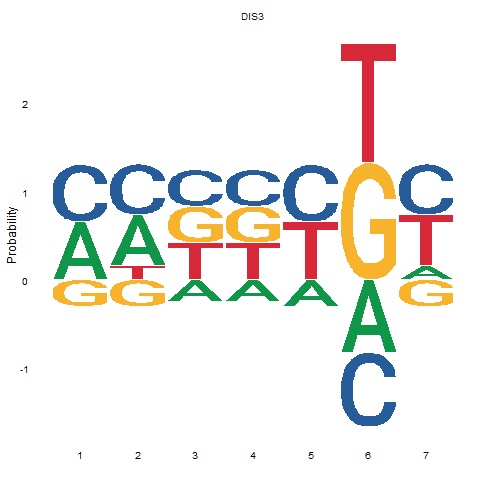 DIS3
Probability
2
1
0
-1
C A G
C A T G
C G T A
C G T A
C T A
T G A C
C T A G
1 2 3 4 5 6 7